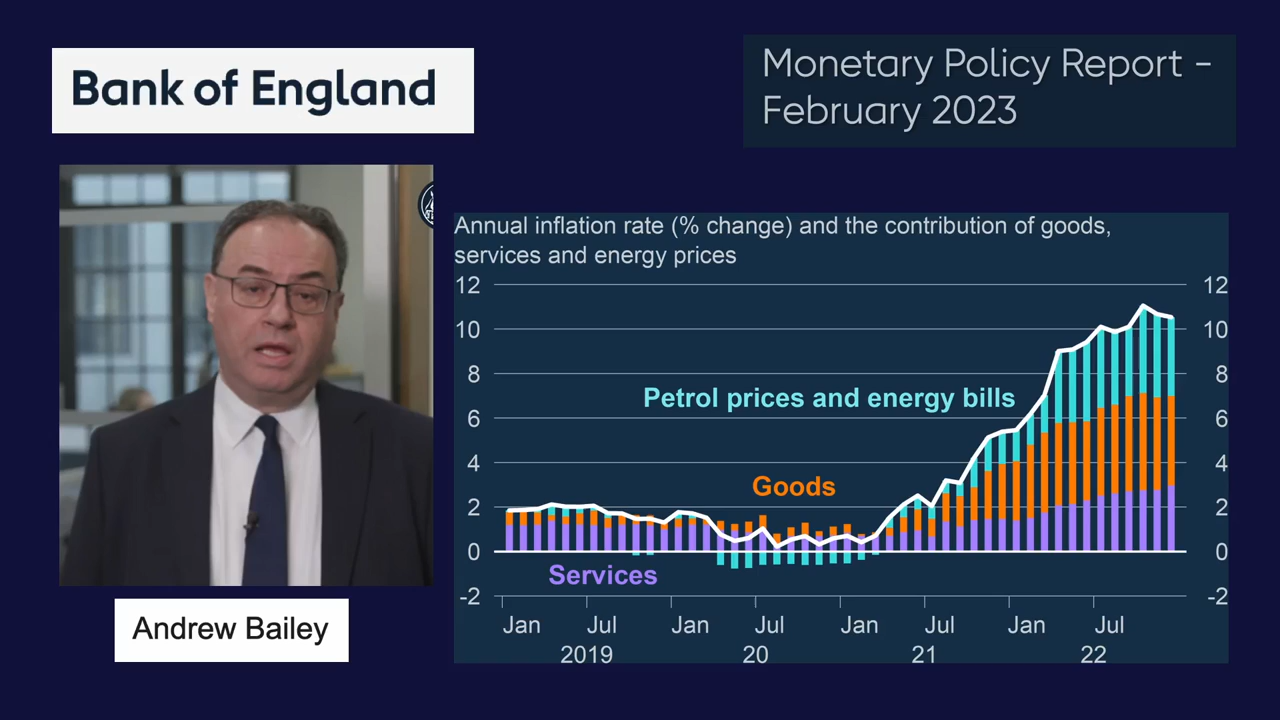 Bank of England
Monetary Policy Report -
February 2023
Annual inflation rate (% change) and the contribution of goods,
services and energy prices
12 12
10 10
8 8
Petrol prices and energy bills
6 6
4 4
Goods
2 2
0 0
Services
-2 -2
Jan Jul Jan Jul Jan Jul Jan Jul
2019 20 21 22
Andrew Bailey